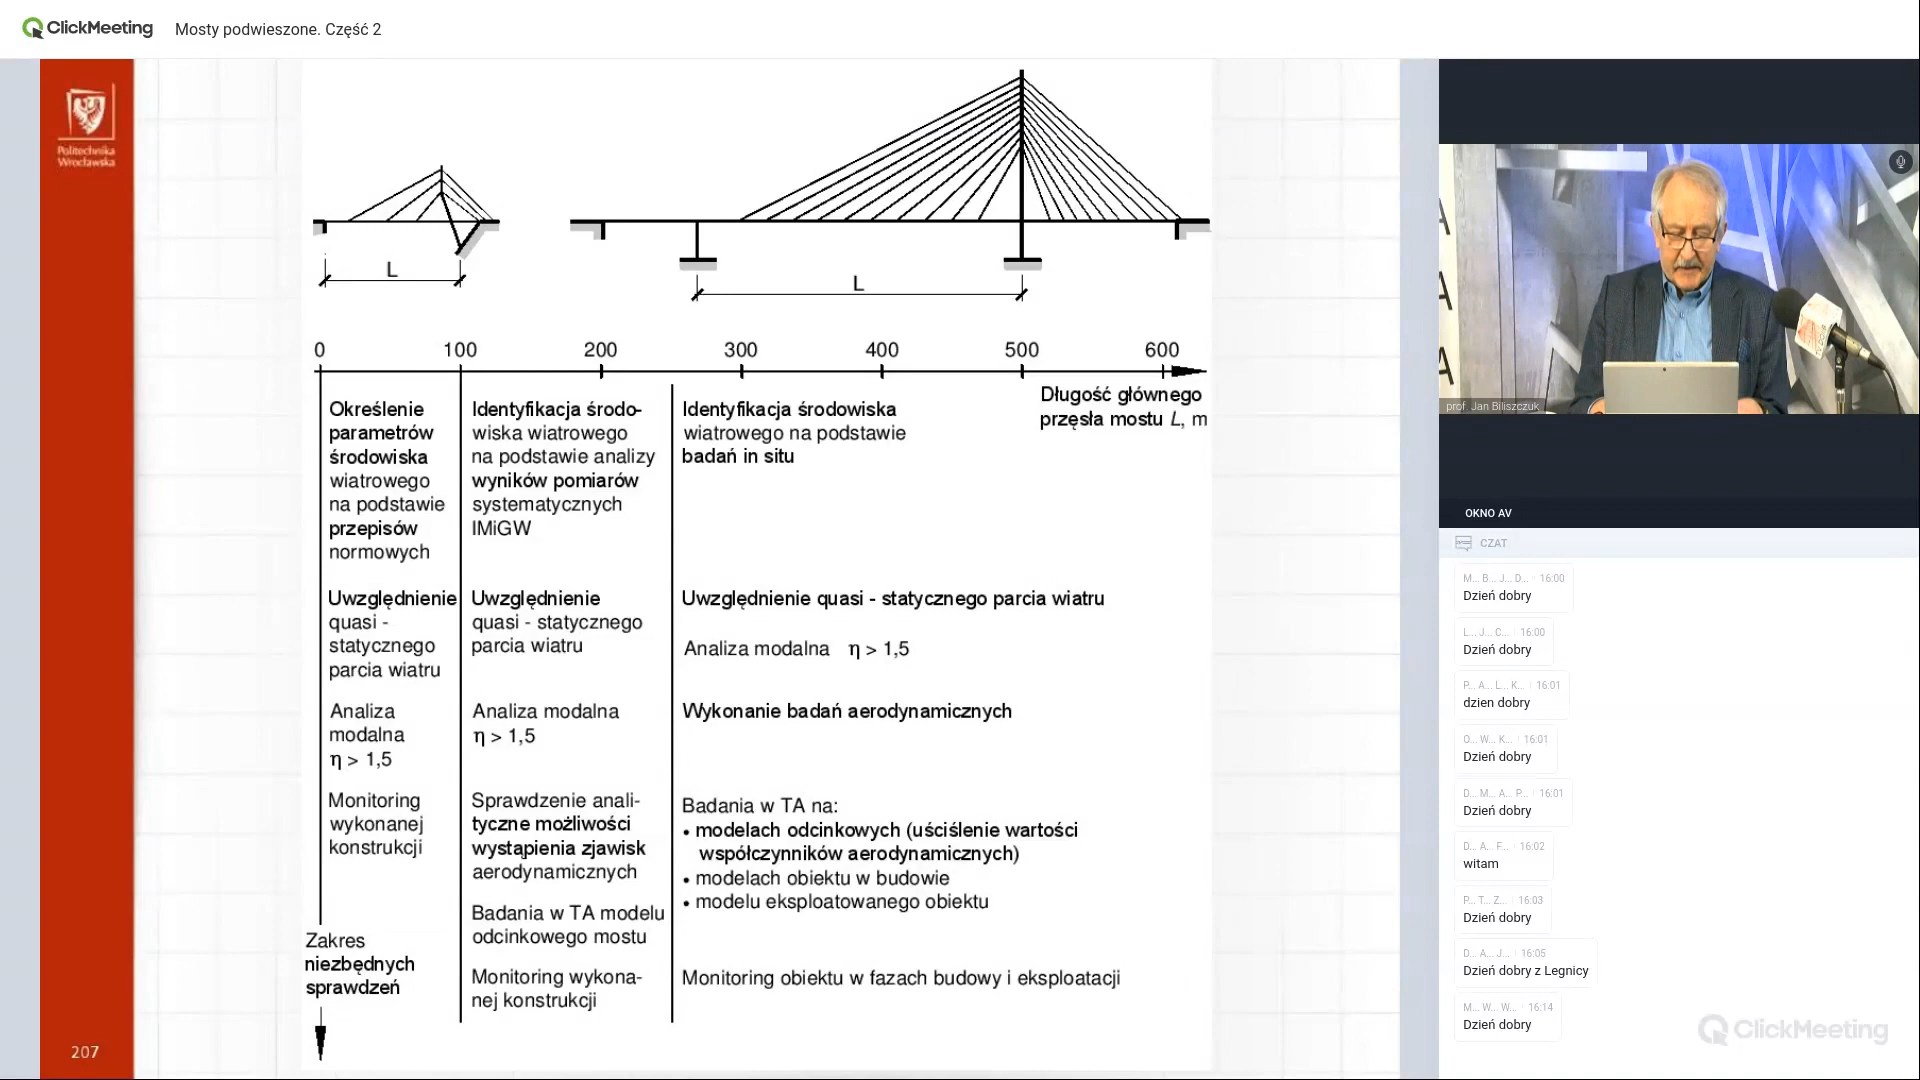 ClickMeeting
Mosty podwieszone. Część 2
Politechnika
Wrocławska
L
L
0
100
200
300
400
500
600
Długość głównego
przęsła mostu L, m
Określenie
parametrów
środowiska
wiatrowego
na podstawie
przepisów
normowych
Identyfikacja środo-
wiska wiatrowego
na podstawie analizy
wyników pomiarów
systematycznych
IMiGW
Identyfikacja środowiska
wiatrowego na podstawie
badań in situ
Uwzględnienie
quasi -
statycznego
parcia wiatru
Uwzględnienie
quasi - statycznego
parcia wiatru
Uwzględnienie quasi - statycznego parcia wiatru
Analiza modalna η > 1,5
Analiza
modalna
η > 1,5
Analiza modalna
η > 1,5
Wykonanie badań aerodynamicznych
Monitoring
wykonanej
konstrukcji
Sprawdzenie anali-
tyczne możliwości
wystąpienia zjawisk
aerodynamicznych
Badania w TA modelu
odcinkowego mostu
Monitoring wykona-
nej konstrukcji
Badania w TA na:
• modelach odcinkowych (uściślenie wartości
współczynników aerodynamicznych)
• modelach obiektu w budowie
• modelu eksploatowanego obiektu
Monitoring obiektu w fazach budowy i eksploatacji
Zakres
niezbędnych
sprawdzeń
207
prof. Jan Biliszczuk
OKNO AV
CZAT
M... B... J... D... 16:00
Dzień dobry
L... J... C... 16:00
Dzień dobry
P... A... L... K... 16:01
dzien dobry
O... W... K... 16:01
Dzień dobry
D... M... A... P... 16:01
Dzień dobry
D... A... F... 16:02
witam
P... T... Z... 16:03
Dzień dobry
D... A... J... 16:05
Dzień dobry z Legnicy
M... W... W... 16:14
Dzień dobry
ClickMeeting